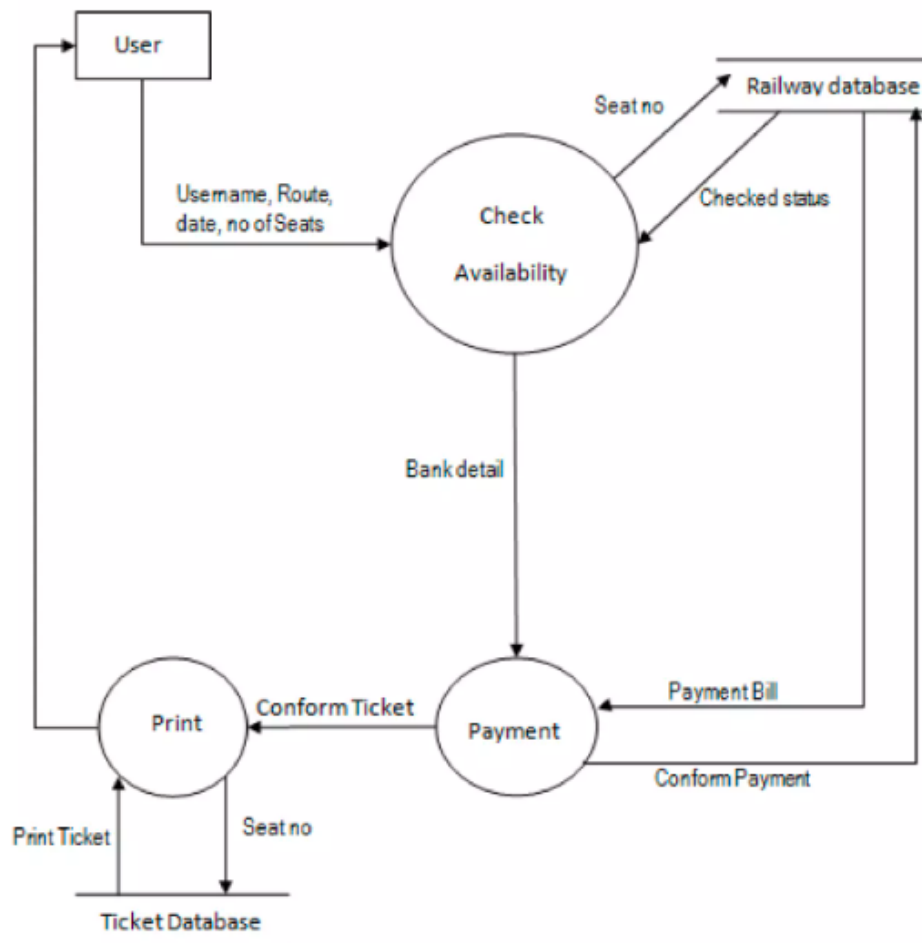 User
Railway database
Seat no
Username, Route,
date, no of Seats
Check
Availability
Checked status
Bank detail
Payment Bill
Conform Ticket
Print
Payment
Conform Payment
Print Ticket
Seat no
Ticket Database